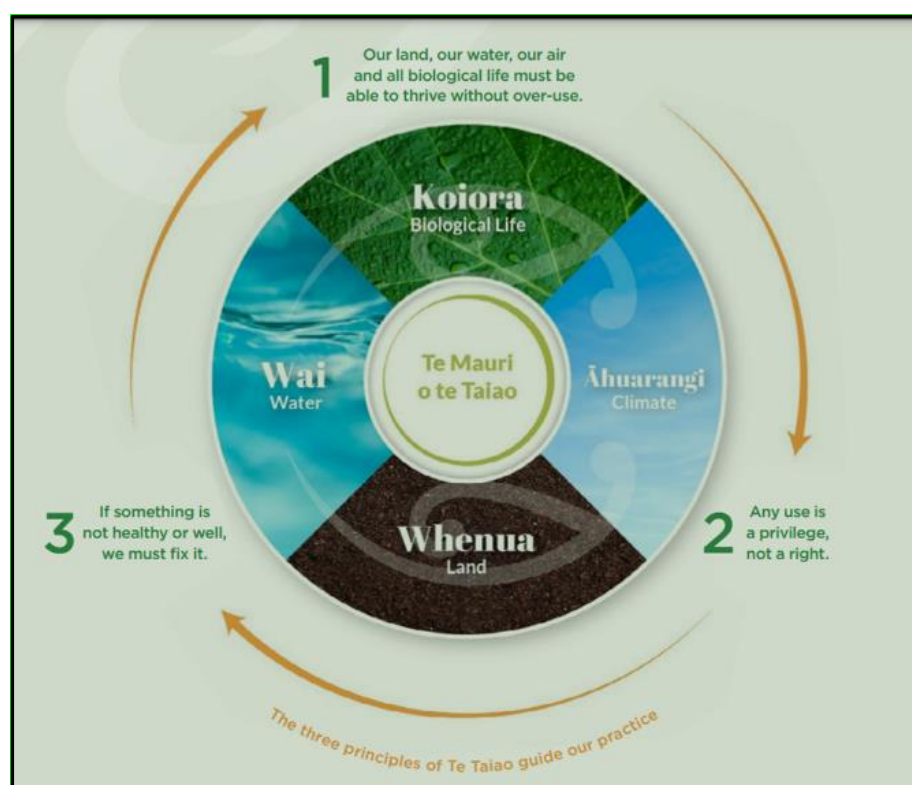 1
Our land, our water, our air
and all biological life must be
able to thrive without over-use.
Koiora
Biological Life
Wai
Water
Te Mauri
o te Taiao
Āhuarangi
Climate
Whenua
Land
2
Any use is
a privilege,
not a right.
3
If something is
not healthy or well,
we must fix it.
The three principles of Te Taiao guide our practice